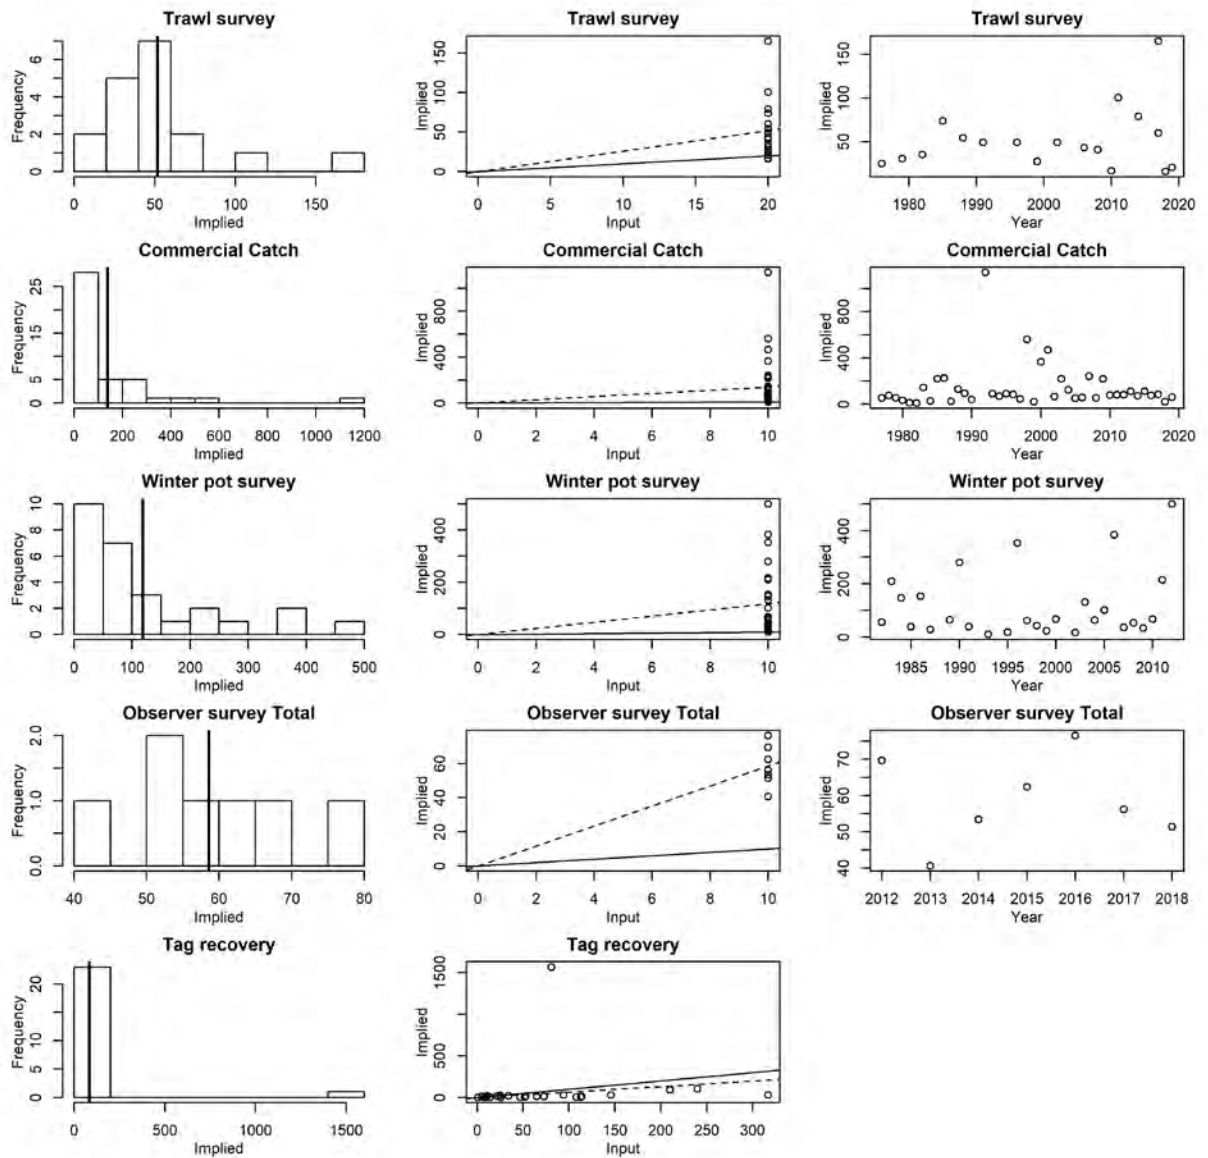 Trawl survey
Frequency
0 2 4 6
0 50 100 150
Implied
Trawl survey
Implied
0 50 100 150
0 5 10 15 20
Input
Trawl survey
Implied
50 100 150
1980 1990 2000 2010 2020
Year
Commercial Catch
Frequency
0 5 15 25
0 200 400 600 800 1000 1200
Implied
Commercial Catch
Implied
0 400 800
0 2 4 6 8 10
Input
Commercial Catch
Implied
0 400 800
1980 1990 2000 2010 2020
Year
Winter pot survey
Frequency
0 2 4 6 8 10
0 100 200 300 400 500
Implied
Winter pot survey
Implied
0 200 400
0 2 4 6 8 10
Input
Winter pot survey
Implied
0 200 400
1985 1990 1995 2000 2005 2010
Year
Observer survey Total
Frequency
0.0 1.0 2.0
40 50 60 70 80
Implied
Observer survey Total
Implied
0 20 40 60
0 2 4 6 8 10
Input
Observer survey Total
Implied
40 50 60 70
2012 2013 2014 2015 2016 2017 2018
Year
Tag recovery
Frequency
0 5 10 20
0 500 1000 1500
Implied
Tag recovery
Implied
0 500 1500
0 50 100 150 200 250 300
Input